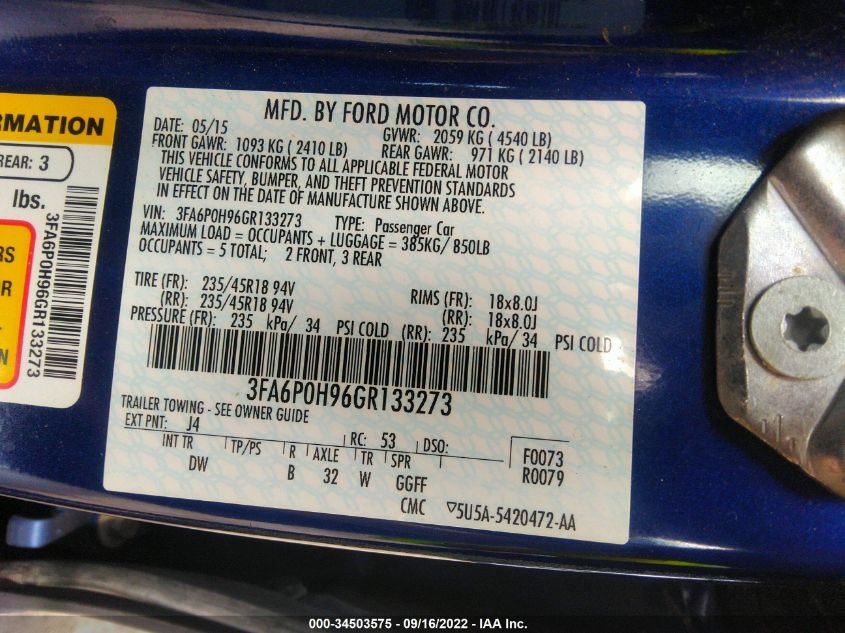 RMATION
REAR: 3
lbs.
RS
OR
L.
N
3FA6P0H96GR133273
MFD. BY FORD MOTOR CO.
DATE: 05/15 GVWR: 2059 KG ( 4540 LB)
FRONT GAWR: 1093 KG ( 2410 LB) REAR GAWR: 971 KG ( 2140 LB)
THIS VEHICLE CONFORMS TO ALL APPLICABLE FEDERAL MOTOR
VEHICLE SAFETY, BUMPER, AND THEFT PREVENTION STANDARDS
IN EFFECT ON THE DATE OF MANUFACTURE SHOWN ABOVE.
VIN: 3FA6P0H96GR133273 TYPE: Passenger Car
MAXIMUM LOAD = OCCUPANTS + LUGGAGE = 385KG/ 850LB
OCCUPANTS = 5 TOTAL; 2 FRONT, 3 REAR
TIRE (FR): 235/45R18 94V RIMS (FR): 18x8.0J
(RR): 235/45R18 94V (RR): 18x8.0J
PRESSURE (FR): 235 kPa/ 34 PSI COLD (RR): 235 kPa/ 34 PSI COLD
3FA6P0H96GR133273
TRAILER TOWING - SEE OWNER GUIDE
EXT PNT: J4 RC: 53 DSO: F0073
INT TR TP/PS R AXLE TR SPR R0079
DW B 32 W GGFF
CMC 5U5A-5420472-AA
000-34503575 - 09/16/2022 - IAA Inc.